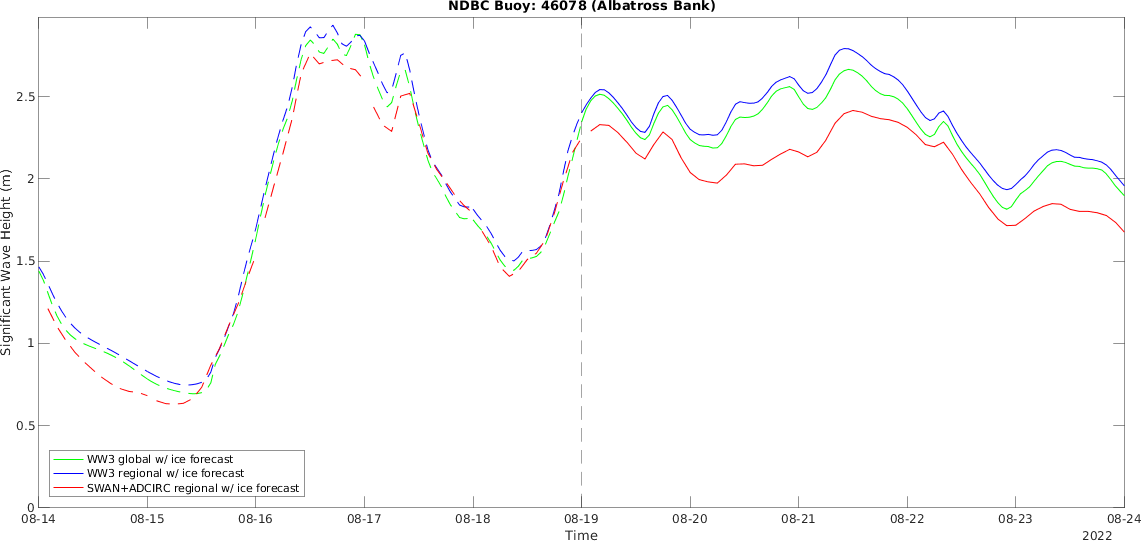 NDBC Buoy: 46078 (Albatross Bank)
Significant Wave Height (m)
2.5
2
1.5
1
0.5
0
WW3 global w/ ice forecast
WW3 regional w/ ice forecast
SWAN+ADCIRC regional w/ ice forecast
08-14 08-15 08-16 08-17 08-18 08-19 08-20 08-21 08-22 08-23 08-24
Time
2022